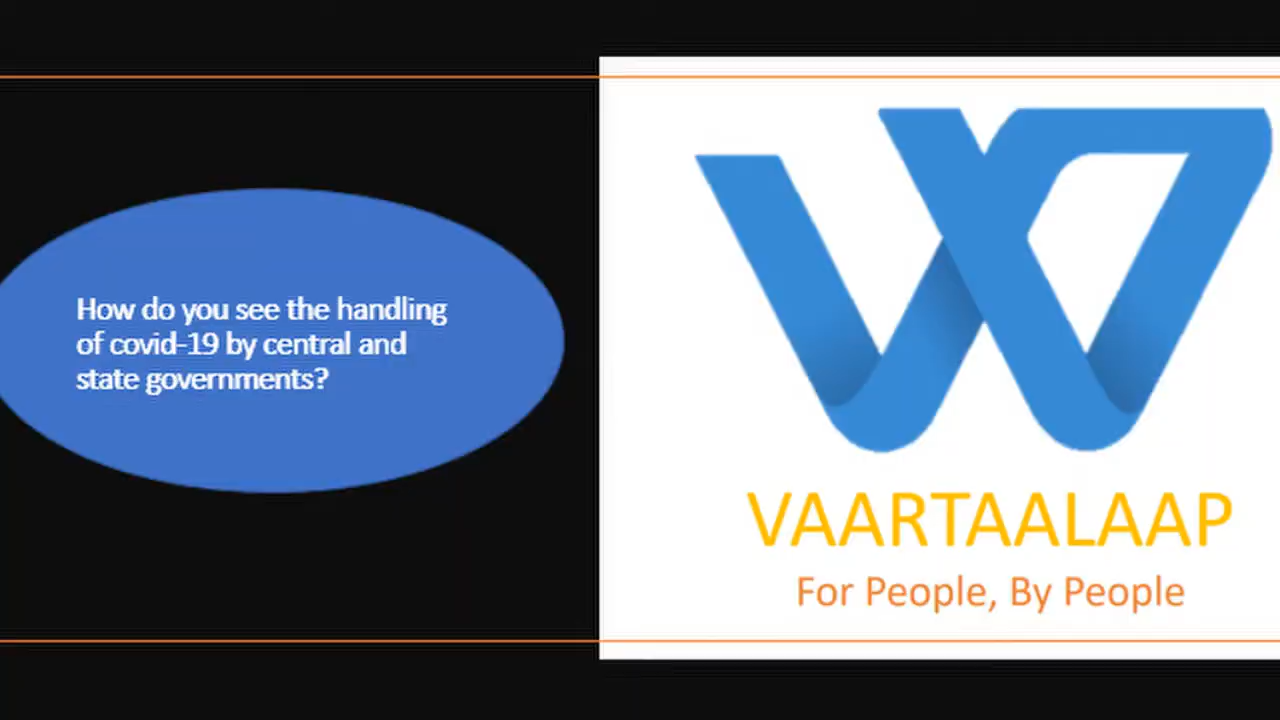 How do you see the handling
of covid-19 by central and
state governments?
VAARTAALAAP
For People, By People